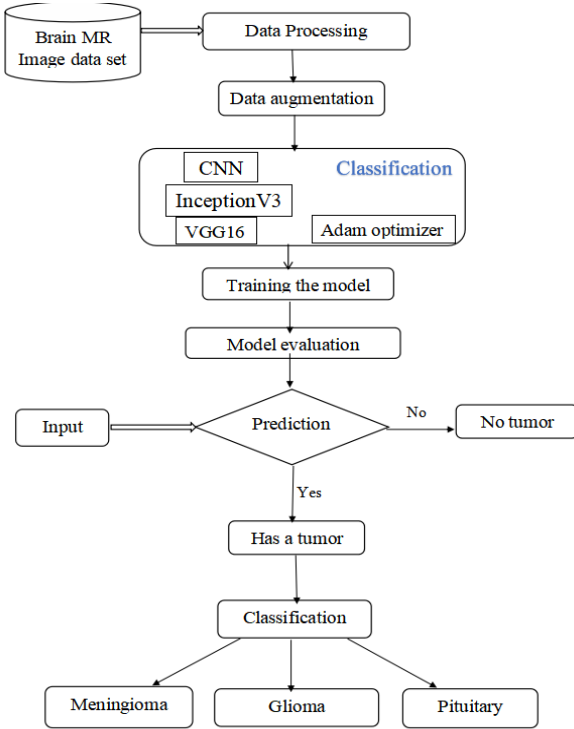 Brain MR
Image data set
Data Processing
Data augmentation
CNN
Classification
InceptionV3
VGG16
Adam optimizer
Training the model
Model evaluation
Input
Prediction
No
No tumor
Yes
Has a tumor
Classification
Meningioma
Glioma
Pituitary